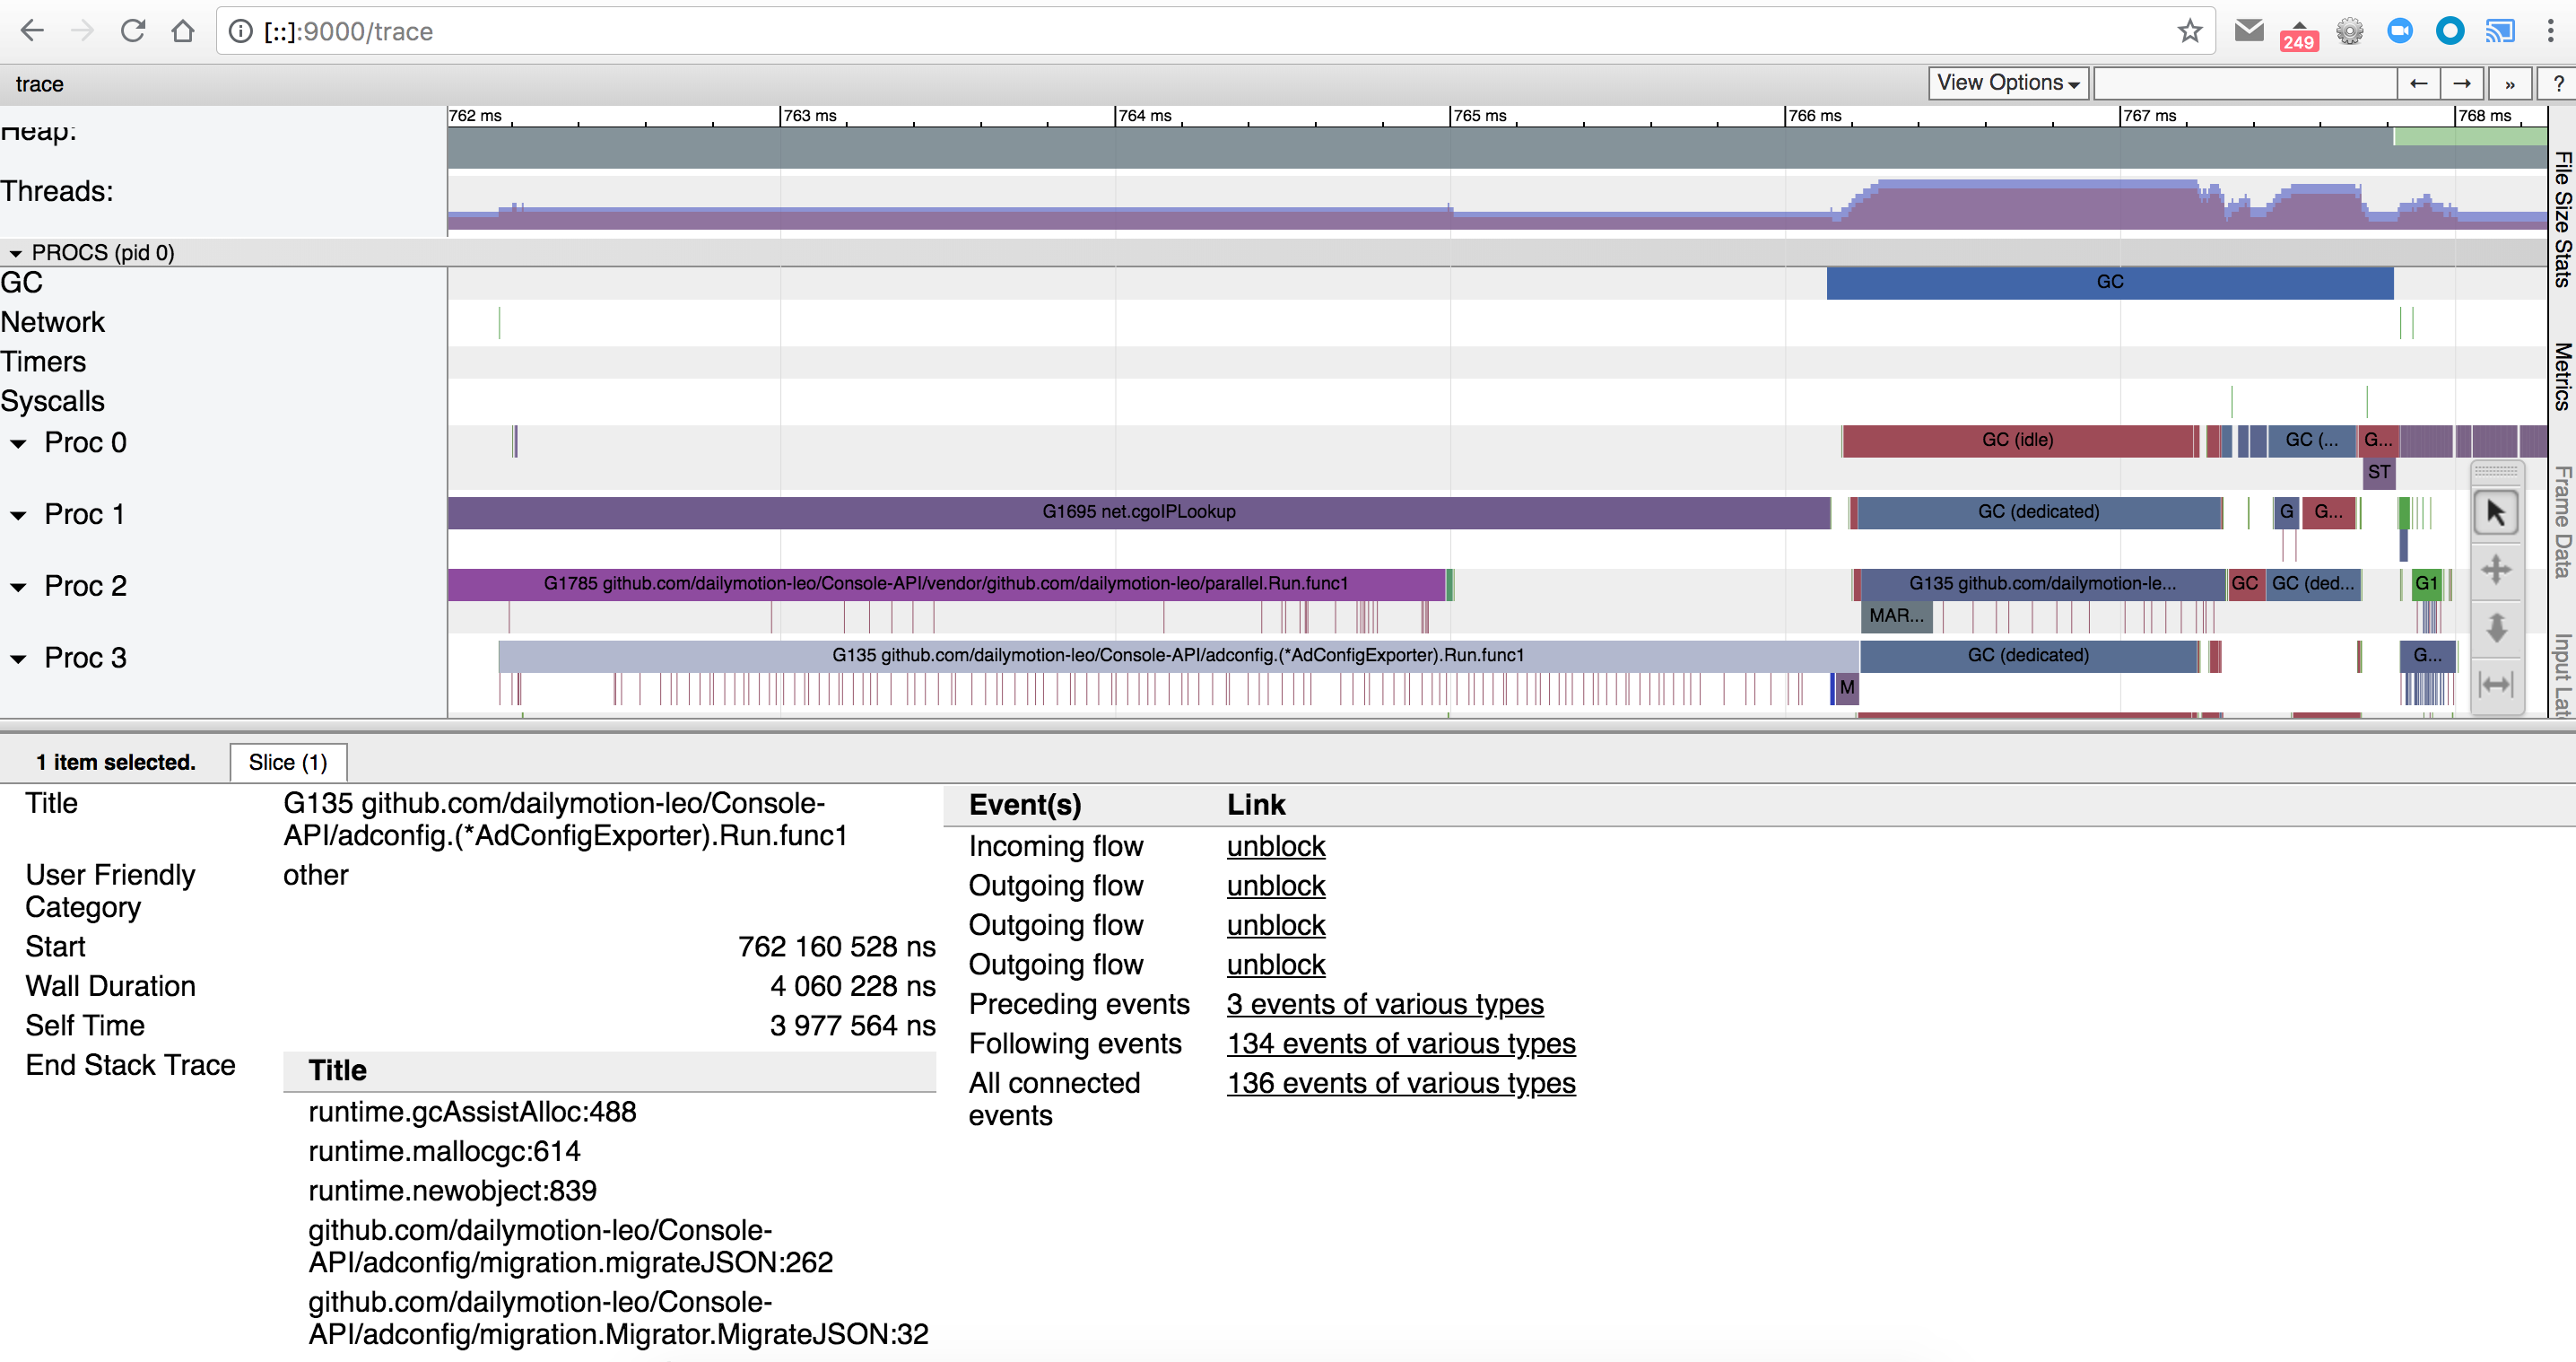 [::]:9000/trace
249
trace
View Options
← → » ?
762 ms 763 ms 764 ms 765 ms 766 ms 767 ms 768 ms
Heap:
Threads:
PROCS (pid 0)
GC
GC
Network
Timers
Syscalls
Proc 0
GC (idle) GC (... G...
ST
Proc 1
G1695 net.cgoIPLookup GC (dedicated) G G...
Proc 2
G1785 github.com/dailymotion-leo/Console-API/vendor/github.com/dailymotion-leo/parallel.Run.func1 G135 github.com/dailymotion-le... GC GC (ded... G1
MAR...
Proc 3
G135 github.com/dailymotion-leo/Console-API/adconfig.(*AdConfigExporter).Run.func1 GC (dedicated) G...
M
File Size Stats
Metrics
Frame Data
Input Lat
1 item selected. Slice (1)
Title G135 github.com/dailymotion-leo/Console-
API/adconfig.(*AdConfigExporter).Run.func1
User Friendly other
Category
Start 762 160 528 ns
Wall Duration 4 060 228 ns
Self Time 3 977 564 ns
End Stack Trace Title
runtime.gcAssistAlloc:488
runtime.mallocgc:614
runtime.newobject:839
github.com/dailymotion-leo/Console-
API/adconfig/migration.migrateJSON:262
github.com/dailymotion-leo/Console-
API/adconfig/migration.Migrator.MigrateJSON:32
Event(s) Link
Incoming flow unblock
Outgoing flow unblock
Outgoing flow unblock
Outgoing flow unblock
Preceding events 3 events of various types
Following events 134 events of various types
All connected 136 events of various types
events